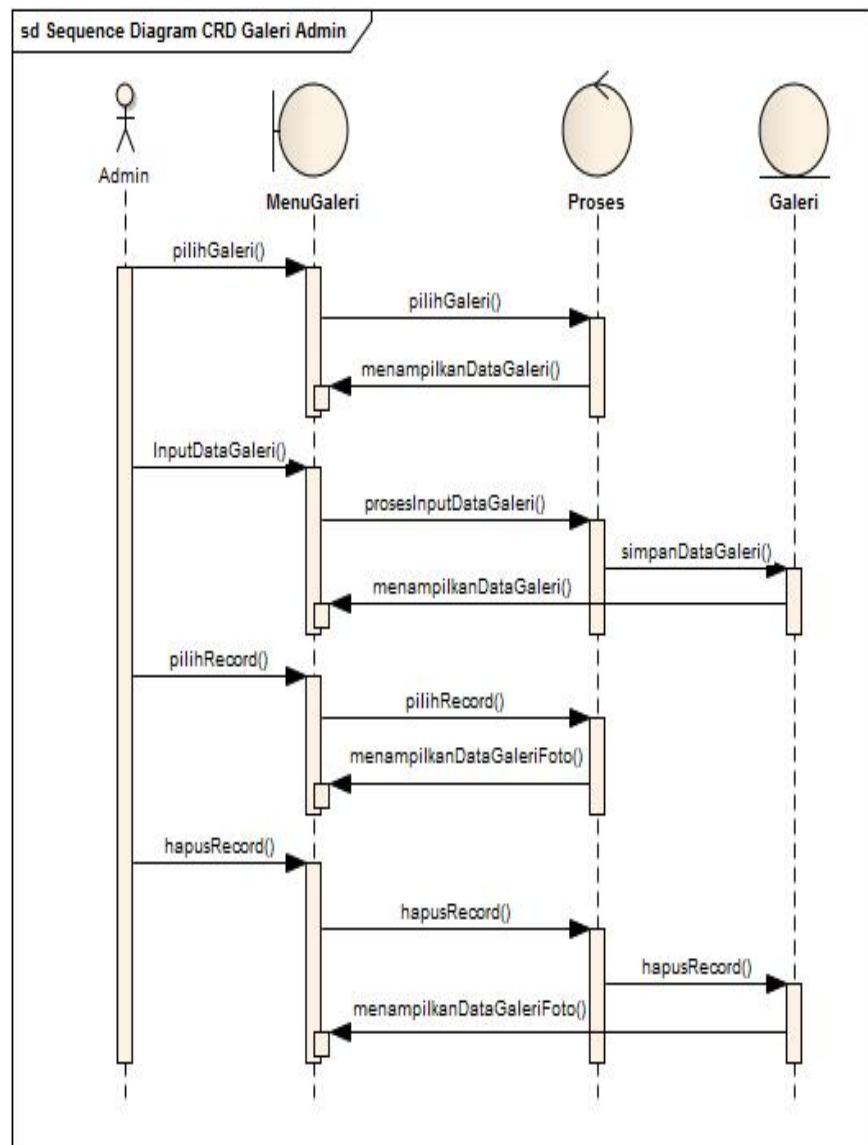 sd Sequence Diagram CRD Galeri Admin
Admin
MenuGaleri
Proses
Galeri
pilihGaleri()
pilihGaleri()
menampilkanDataGaleri()
InputDataGaleri()
prosesInputDataGaleri()
simpanDataGaleri()
menampilkanDataGaleri()
pilihRecord()
pilihRecord()
menampilkanDataGaleriFoto()
hapusRecord()
hapusRecord()
hapusRecord()
menampilkanDataGaleriFoto()